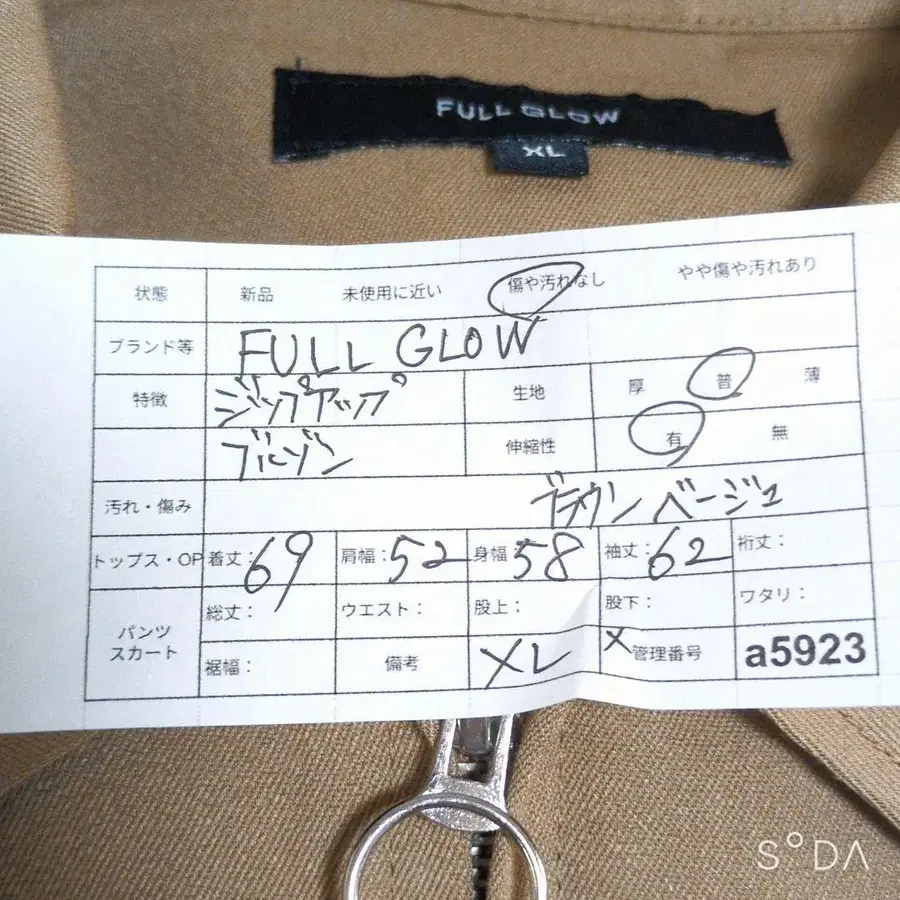 FULL GLOW
XL
状態 新品 未使用に近い 傷や汚れなし やや傷や汚れあり
ブランド等 FULL GLOW
特徴 ジップアップ 生地 厚 普 薄
ブルゾン 伸縮性 有 無
汚れ・傷み ブラウンベージュ
トップス・OP 着丈: 69 肩幅: 52 身幅: 58 袖丈: 62 裄丈:
パンツ スカート 総丈: ウエスト: 股上: 股下: ワタリ:
裾幅: 備考 XL X 管理番号 a5923
S°DA